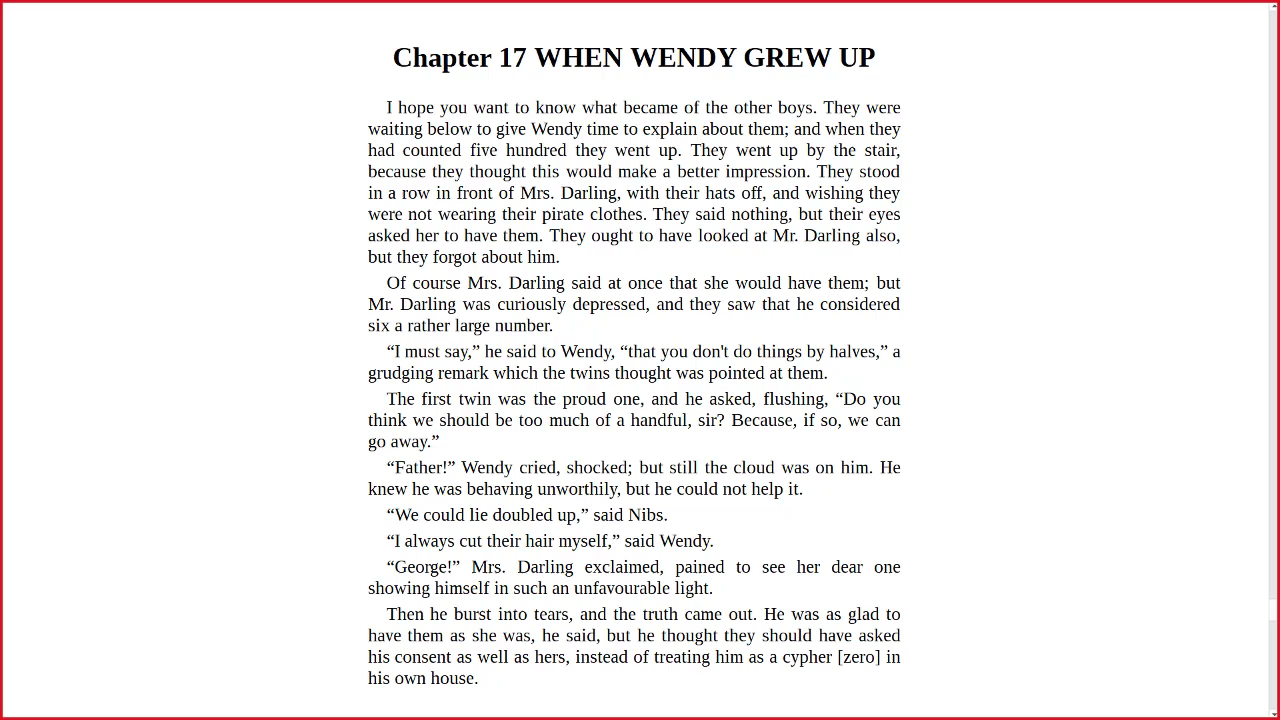 Chapter 17 WHEN WENDY GREW UP
I hope you want to know what became of the other boys. They were
waiting below to give Wendy time to explain about them; and when they
had counted five hundred they went up. They went up by the stair,
because they thought this would make a better impression. They stood
in a row in front of Mrs. Darling, with their hats off, and wishing they
were not wearing their pirate clothes. They said nothing, but their eyes
asked her to have them. They ought to have looked at Mr. Darling also,
but they forgot about him.
Of course Mrs. Darling said at once that she would have them; but
Mr. Darling was curiously depressed, and they saw that he considered
six a rather large number.
“I must say,” he said to Wendy, “that you don't do things by halves,” a
grudging remark which the twins thought was pointed at them.
The first twin was the proud one, and he asked, flushing, “Do you
think we should be too much of a handful, sir? Because, if so, we can
go away.”
“Father!” Wendy cried, shocked; but still the cloud was on him. He
knew he was behaving unworthily, but he could not help it.
“We could lie doubled up,” said Nibs.
“I always cut their hair myself,” said Wendy.
“George!” Mrs. Darling exclaimed, pained to see her dear one
showing himself in such an unfavourable light.
Then he burst into tears, and the truth came out. He was as glad to
have them as she was, he said, but he thought they should have asked
his consent as well as hers, instead of treating him as a cypher [zero] in
his own house.